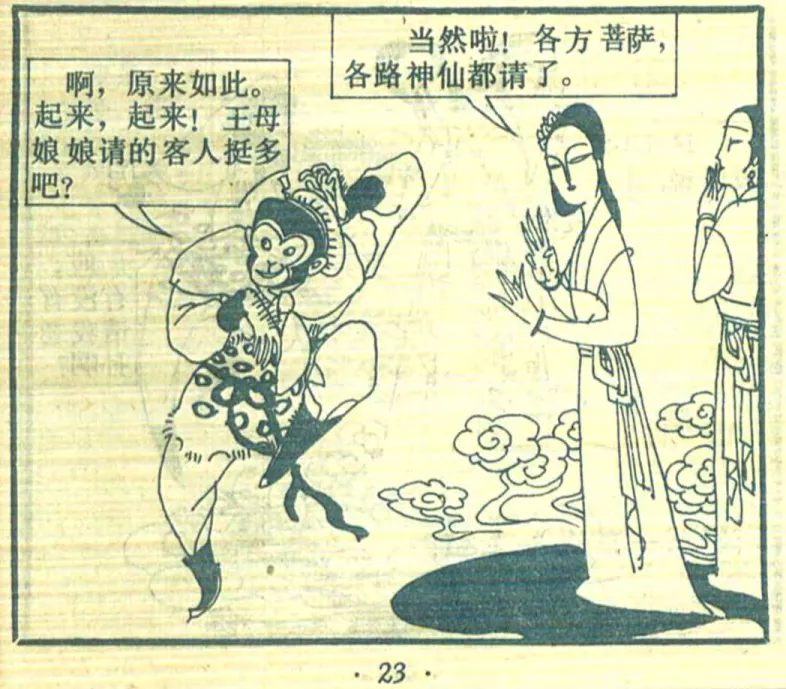 啊，原来如此。
起来，起来！王母
娘娘请的客人挺多
吧？
当然啦！各方菩萨，
各路神仙都请了。
·23·